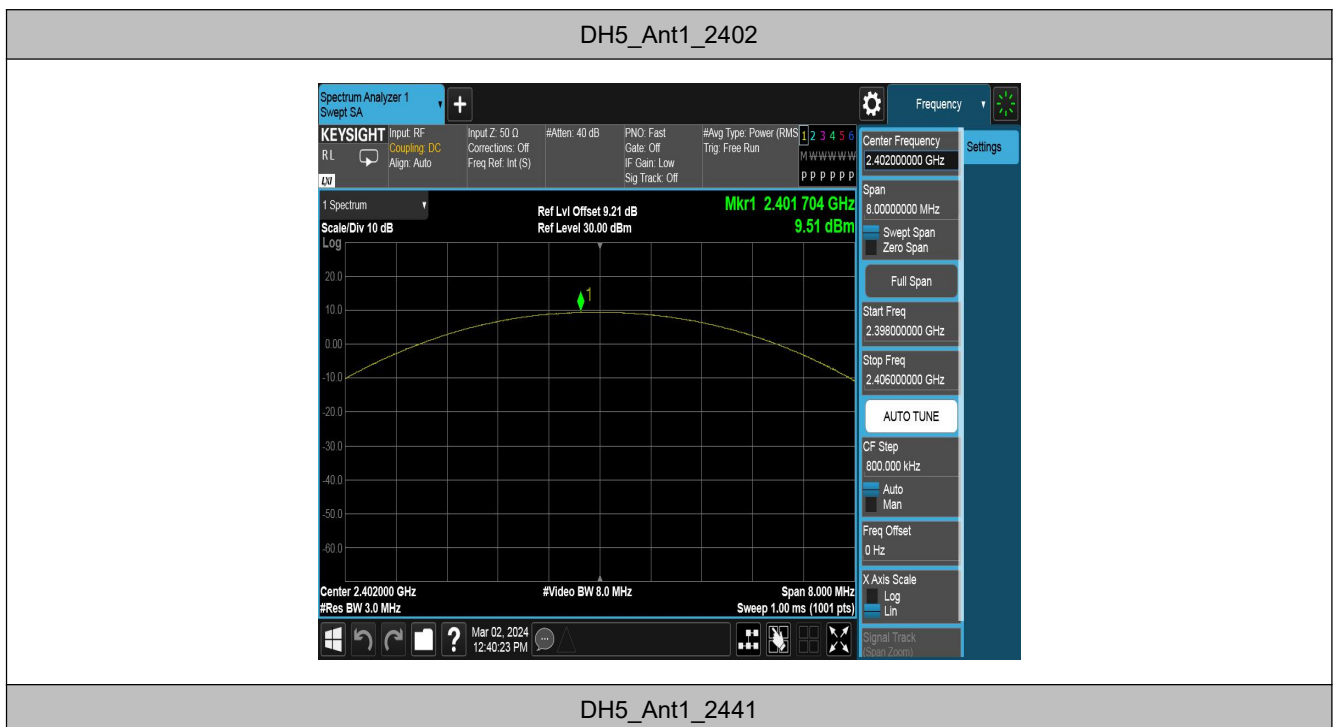 DH5_Ant1_2402
Spectrum Analyzer 1
Swept SA
+
Frequency
KEYSIGHT
RL
LXI
Input: RF
Coupling: DC
Align: Auto
Input Z: 50 Ω
Corrections: Off
Freq Ref: Int (S)
#Atten: 40 dB
PNO: Fast
Gate: Off
IF Gain: Low
Sig Track: Off
#Avg Type: Power (RMS
Trig: Free Run
1 2 3 4 5 6
M W W W W W
P P P P P P
1 Spectrum
Scale/Div 10 dB
Ref Lvl Offset 9.21 dB
Ref Level 30.00 dBm
Mkr1 2.401 704 GHz
9.51 dBm
Log
20.0
10.0
0.00
-10.0
-20.0
-30.0
-40.0
-50.0
-60.0
1
Center 2.402000 GHz
#Res BW 3.0 MHz
#Video BW 8.0 MHz
Span 8.000 MHz
Sweep 1.00 ms (1001 pts)
Center Frequency
2.402000000 GHz
Settings
Span
8.00000000 MHz
Swept Span
Zero Span
Full Span
Start Freq
2.398000000 GHz
Stop Freq
2.406000000 GHz
AUTO TUNE
CF Step
800.000 kHz
Auto
Man
Freq Offset
0 Hz
X Axis Scale
Log
Lin
Signal Track
(Span Zoom)
?
Mar 02, 2024
12:40:23 PM
DH5_Ant1_2441